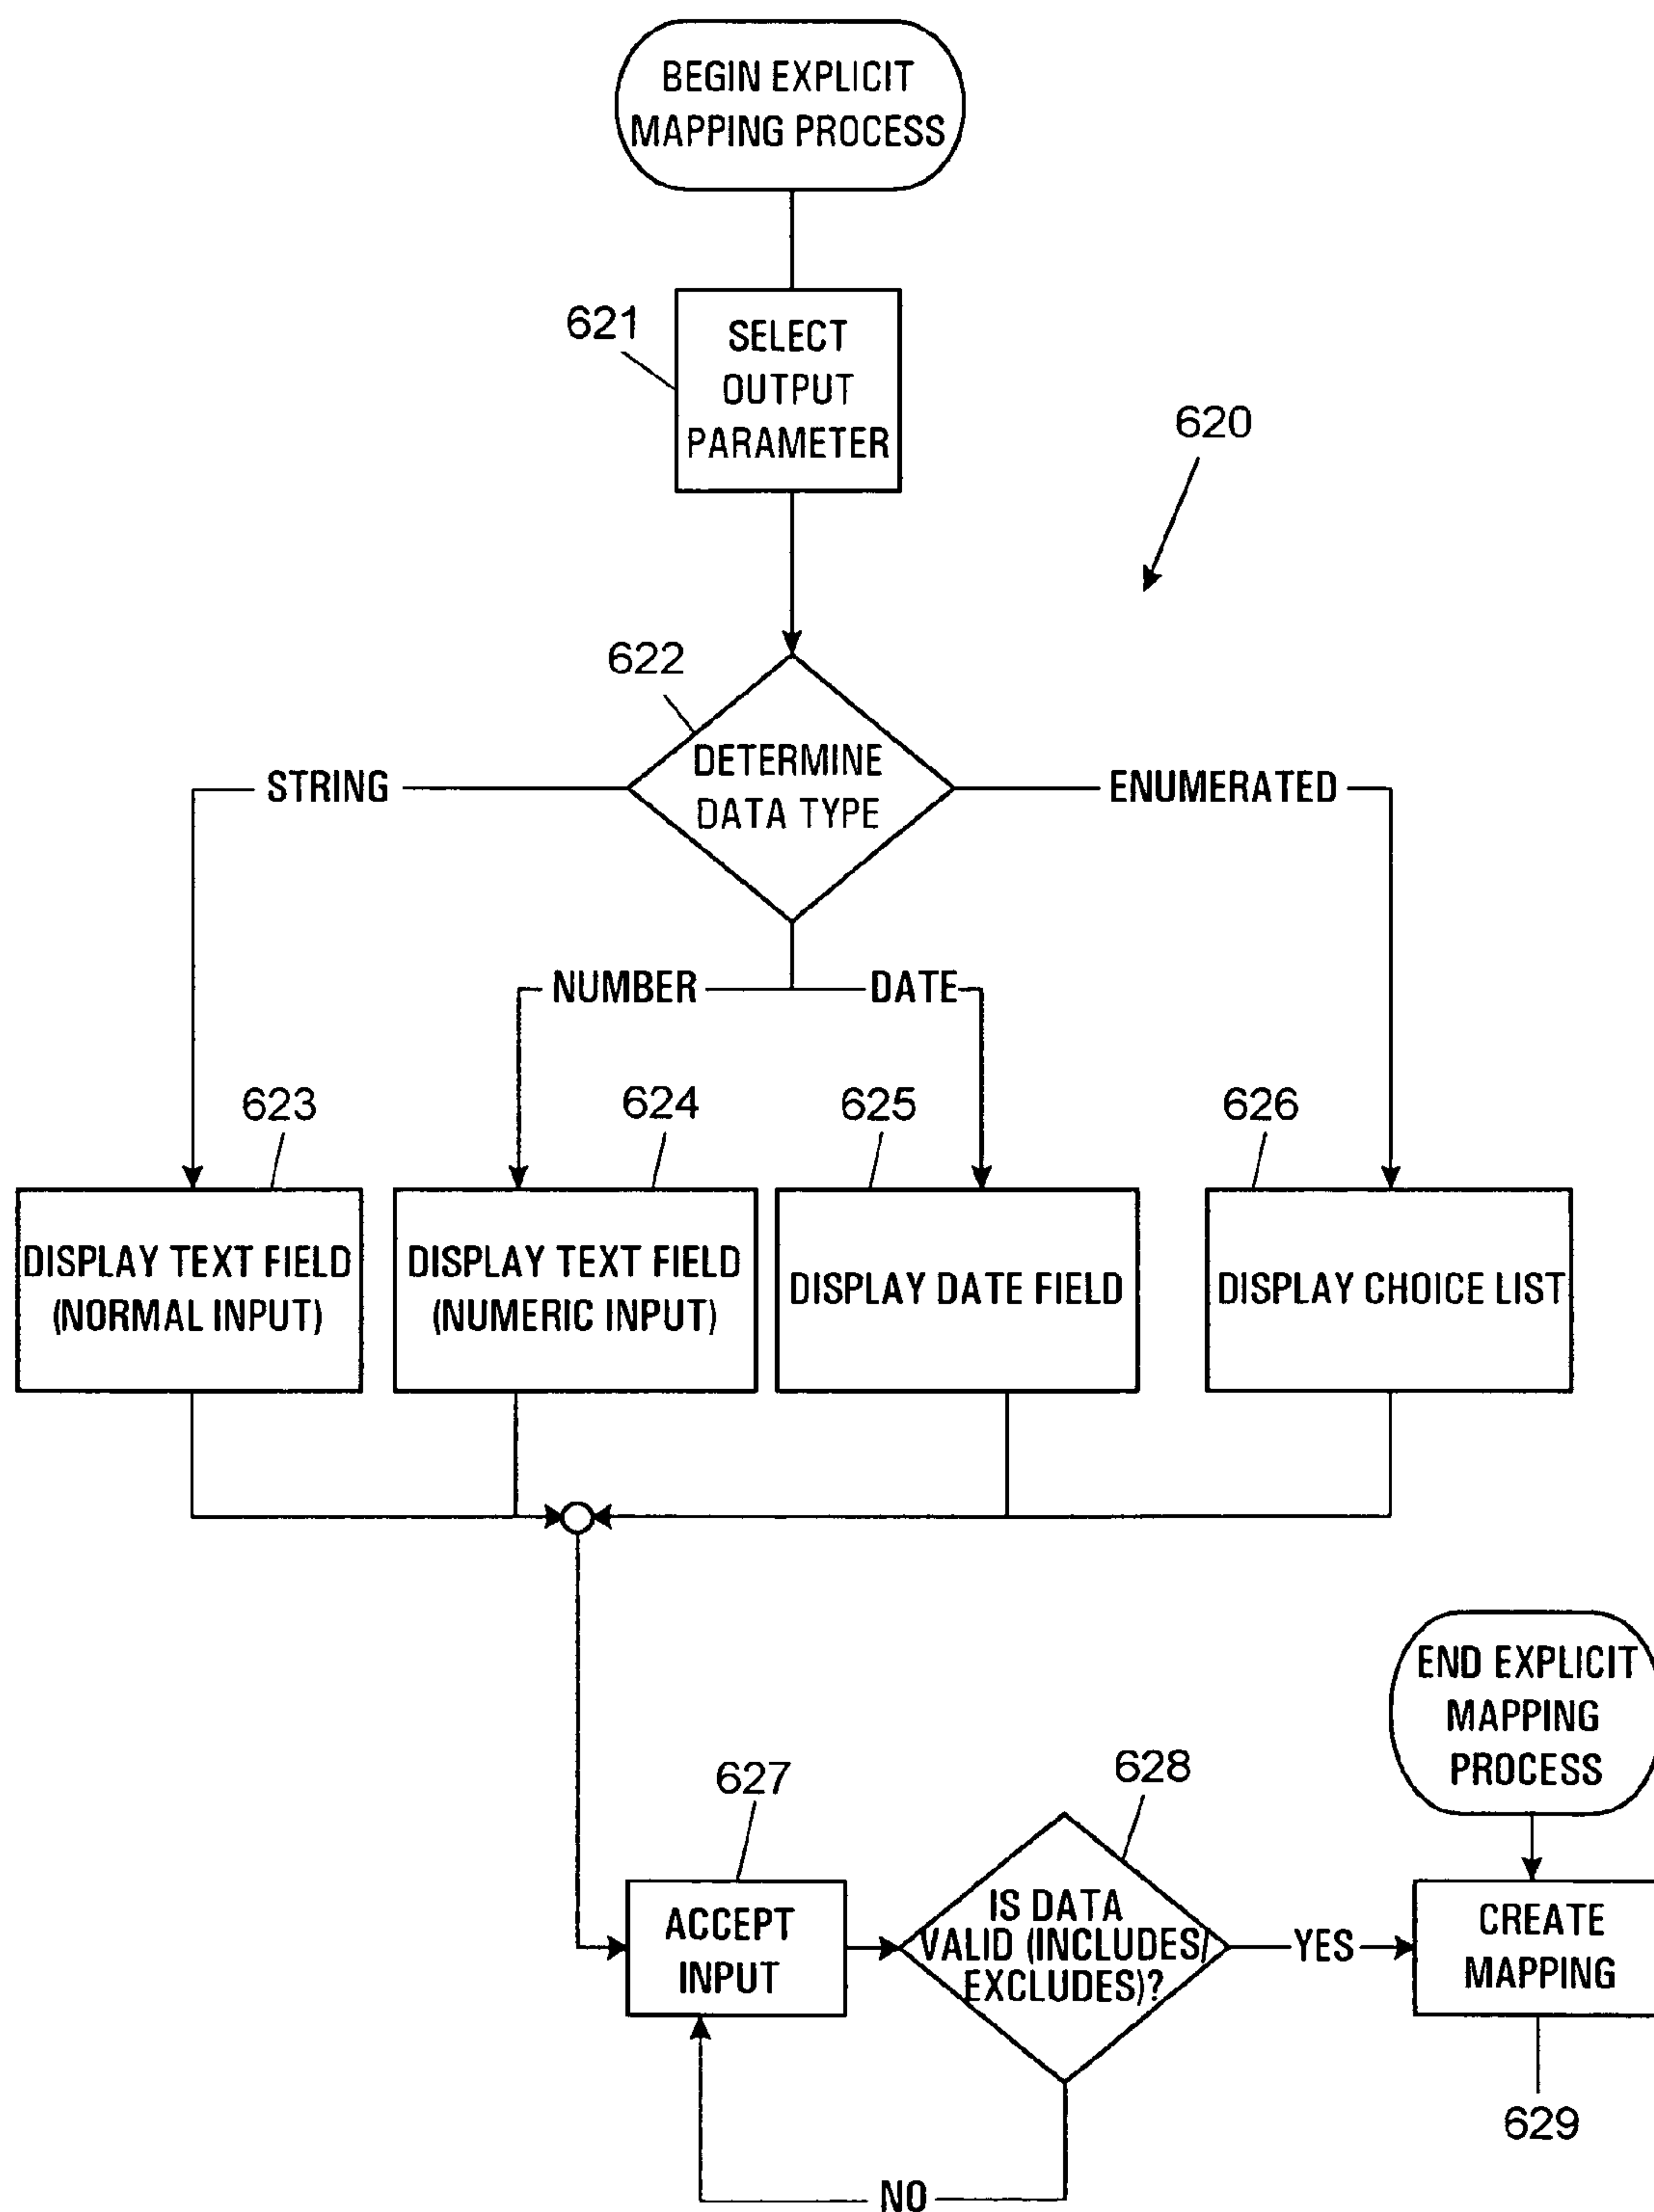 BEGIN EXPLICIT
MAPPING PROCESS
621
SELECT
OUTPUT
PARAMETER
620
622
DETERMINE
DATA TYPE
STRING
ENUMERATED
NUMBER
DATE
623
624
625
626
DISPLAY TEXT FIELD
(NORMAL INPUT)
DISPLAY TEXT FIELD
(NUMERIC INPUT)
DISPLAY DATE FIELD
DISPLAY CHOICE LIST
END EXPLICIT
MAPPING
PROCESS
627
628
ACCEPT
INPUT
IS DATA
VALID (INCLUDES/
EXCLUDES)?
YES
CREATE
MAPPING
629
NO